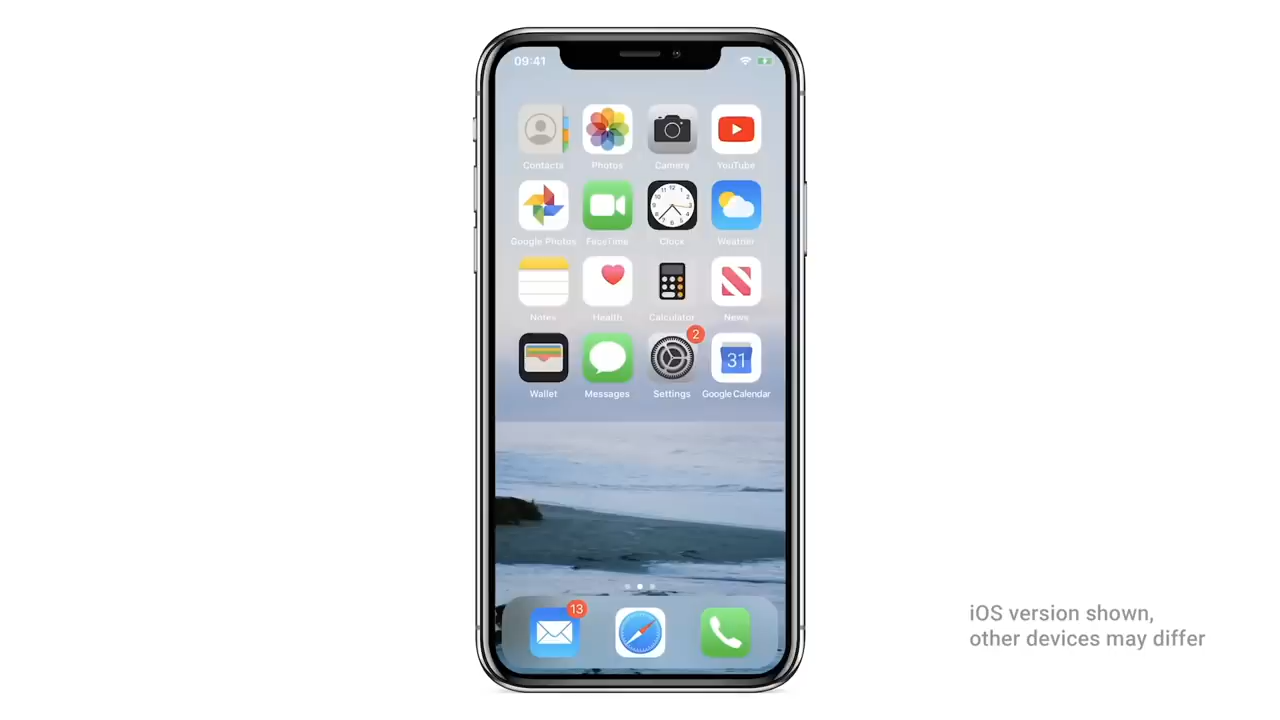 09:41
Contacts Photos Camera YouTube
Google Photos FaceTime Clock Weather
Notes Health Calculator News
2
31
Wallet Messages Settings Google Calendar
13
iOS version shown,
other devices may differ